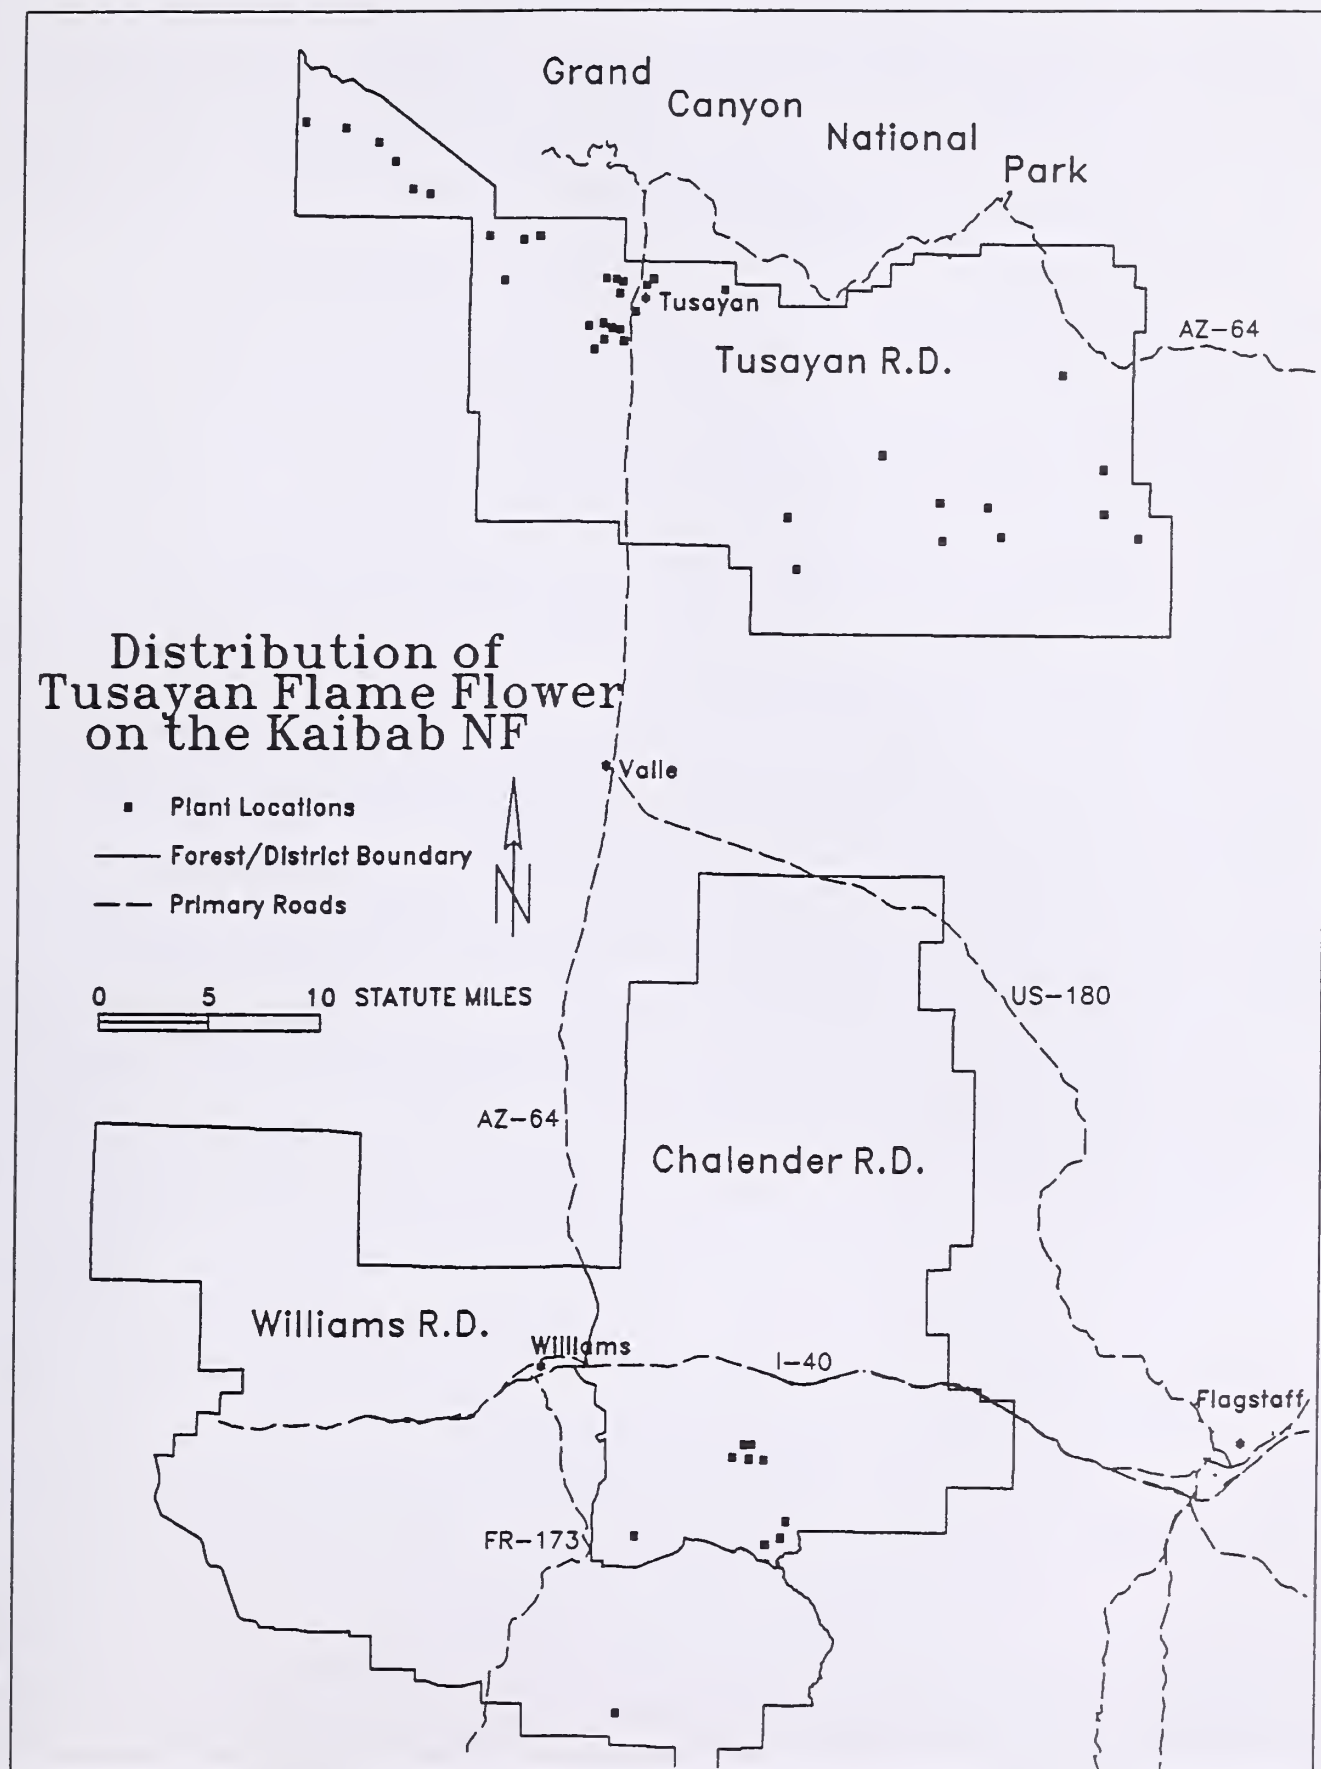 Grand
Canyon
National
Park
Tusayan
AZ-64
Tusayan R.D.
Distribution of
Tusayan Flame Flower
on the Kaibab NF
Valle
Plant Locations
Forest/District Boundary
Primary Roads
N
0 5 10 STATUTE MILES
US-180
AZ-64
Chalender R.D.
Williams R.D.
Williams
I-40
Flagstaff
FR-173